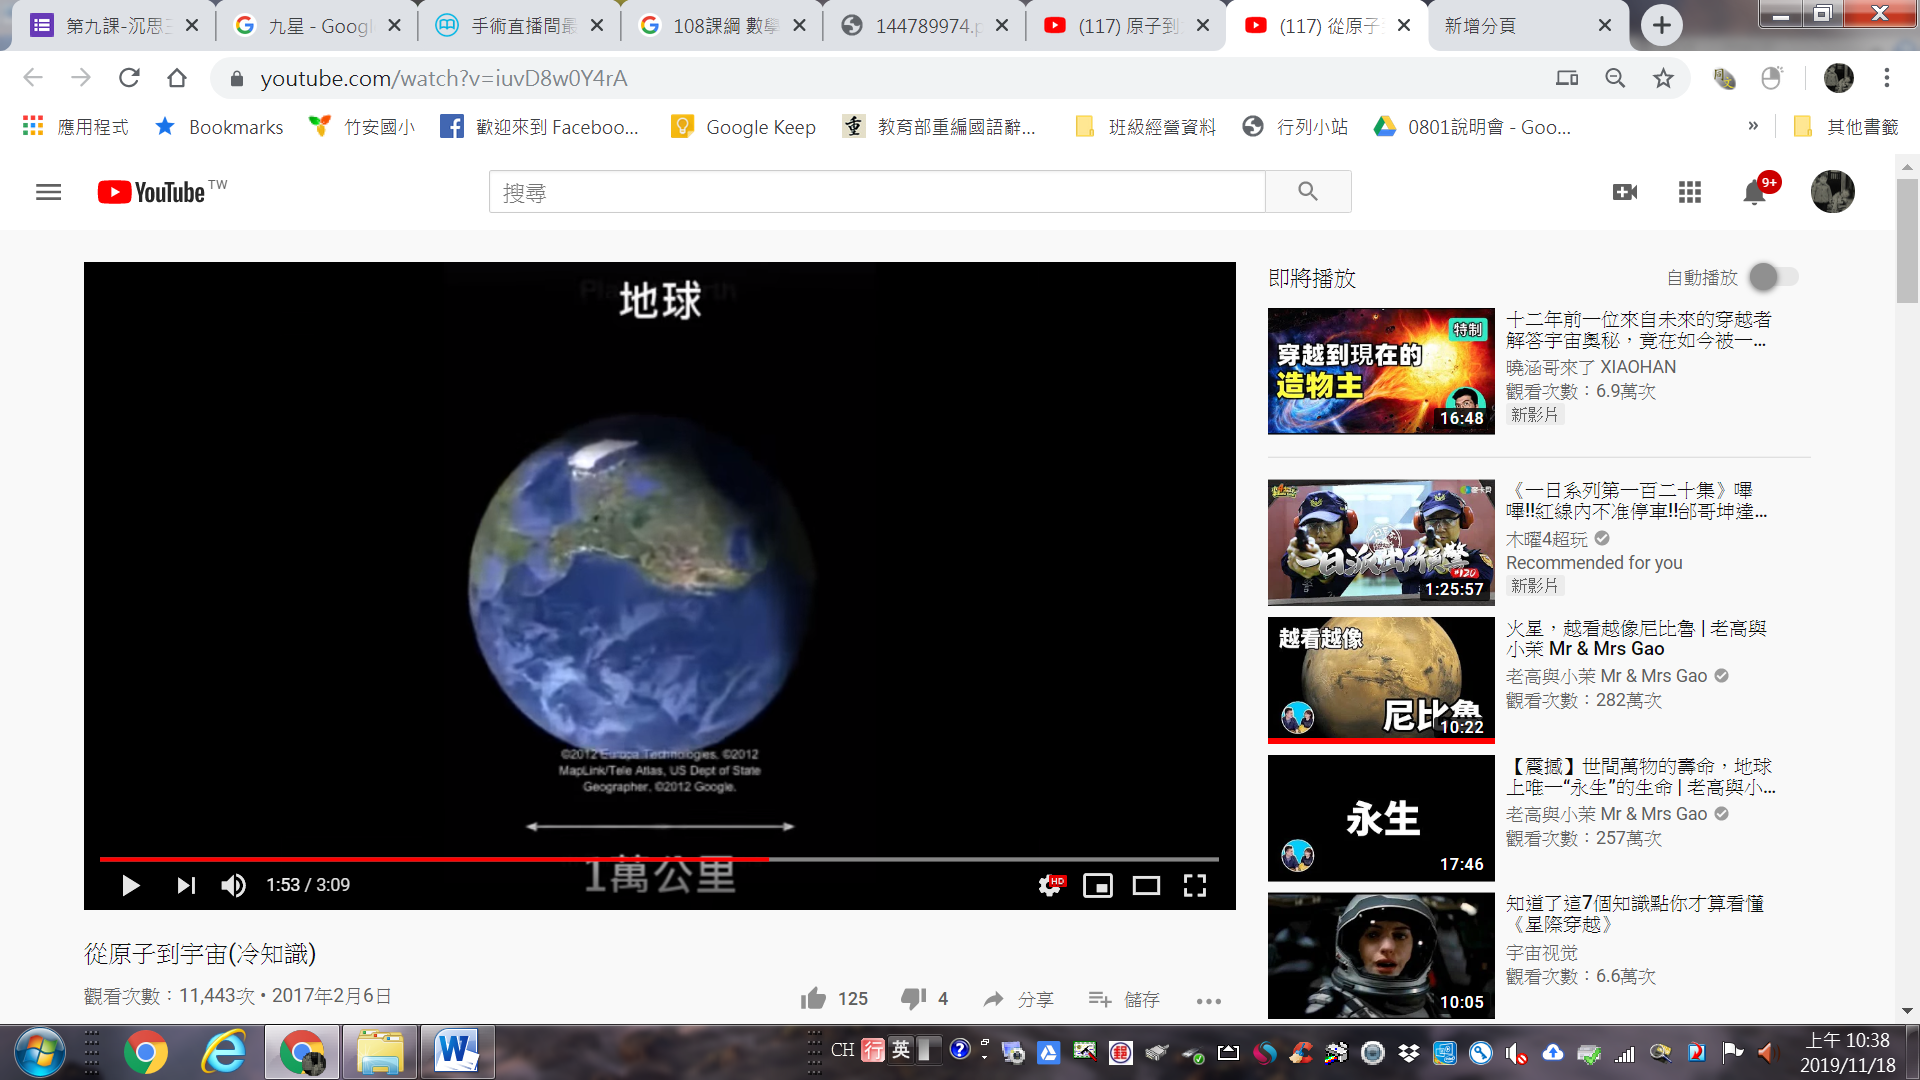 第九課-沉思三
九星 - Googl
手術直播間最
108課綱 數學
144789974.p
(117) 原子到
(117) 從原子
新增分頁
youtube.com/watch?v=iuvD8w0Y4rA
應用程式
Bookmarks
竹安國小
歡迎來到 Faceboo...
Google Keep
教育部重編國語辭...
班級經營資料
行列小站
0801說明會 - Goo...
»
其他書籤
YouTube TW
搜尋
9+
地球
©2012 Europa Technologies, ©2012
MapLink/Tele Atlas, US Dept of State
Geographer, ©2012 Google.
1萬公里
1:53 / 3:09
HD
從原子到宇宙(冷知識)
觀看次數：11,443次 • 2017年2月6日
125
4
分享
儲存
即將播放
自動播放
特制
穿越到現在的
造物主
16:48
十二年前一位來自未來的穿越者
解答宇宙奧秘，竟在如今被一...
曉涵哥來了 XIAOHAN
觀看次數：6.9萬次
新影片
一日派出所員警
#120
1:25:57
《一日系列第一百二十集》嗶
嗶!!紅線內不准停車!!邰哥坤達...
木曜4超玩
Recommended for you
新影片
越看越像
尼比魯
10:22
火星，越看越像尼比魯 | 老高與
小茉 Mr & Mrs Gao
老高與小茉 Mr & Mrs Gao
觀看次數：282萬次
永生
17:46
【震撼】世間萬物的壽命，地球
上唯一“永生”的生命 | 老高與小...
老高與小茉 Mr & Mrs Gao
觀看次數：257萬次
10:05
知道了這7個知識點你才算看懂
《星際穿越》
宇宙视觉
觀看次數：6.6萬次
CH
行
英
上午 10:38
2019/11/18